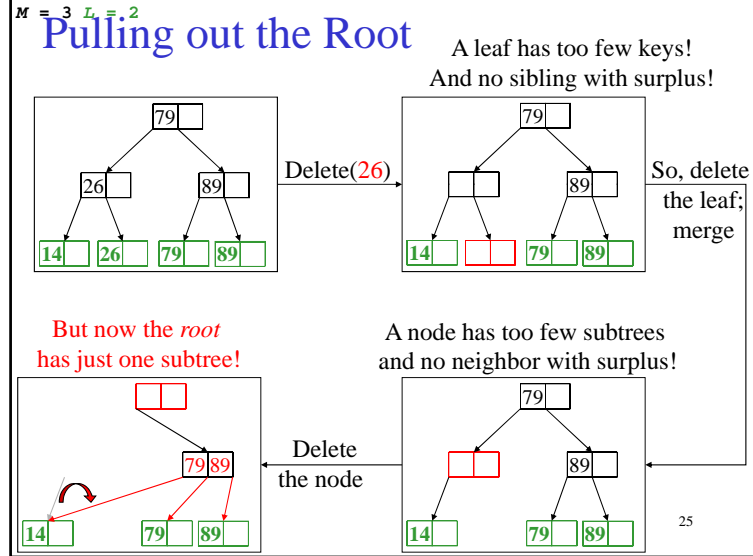 M = 3 L = 2
Pulling out the Root
A leaf has too few keys!
And no sibling with surplus!
79
26
89
14
26
79
89
Delete(26)
79
89
14
79
89
So, delete
the leaf;
merge
But now the root
has just one subtree!
A node has too few subtrees
and no neighbor with surplus!
79 89
14
79
89
Delete
the node
79
89
14
79
89
25